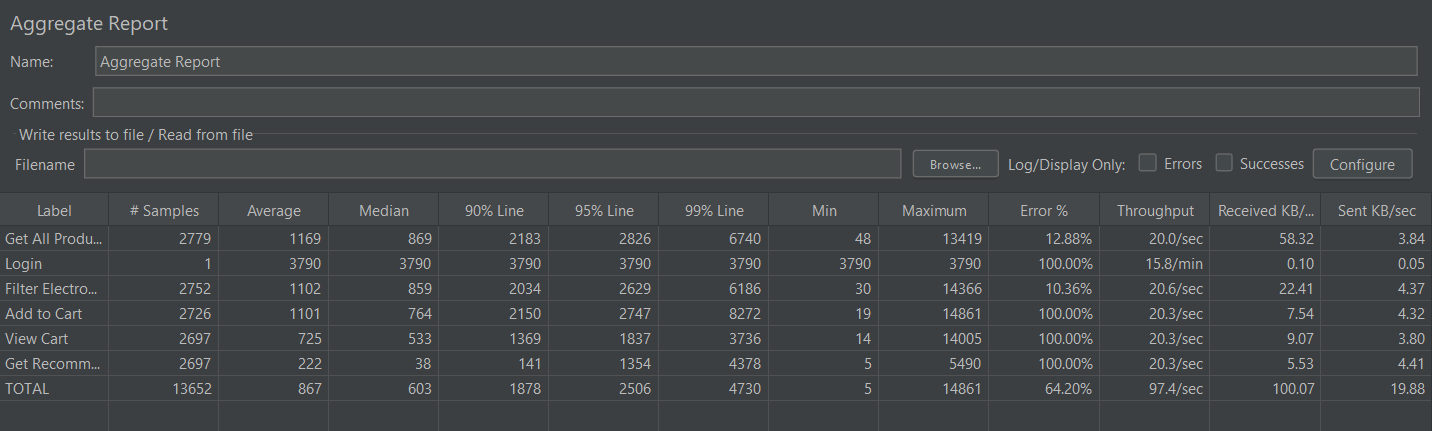 Aggregate Report
Name: Aggregate Report
Comments:
Write results to file / Read from file
Filename Browse... Log/Display Only: Errors Successes Configure
Label # Samples Average Median 90% Line 95% Line 99% Line Min Maximum Error % Throughput Received KB/... Sent KB/sec
Get All Produ... 2779 1169 869 2183 2826 6740 48 13419 12.88% 20.0/sec 58.32 3.84
Login 1 3790 3790 3790 3790 3790 3790 3790 100.00% 15.8/min 0.10 0.05
Filter Electro... 2752 1102 859 2034 2629 6186 30 14366 10.36% 20.6/sec 22.41 4.37
Add to Cart 2726 1101 764 2150 2747 8272 19 14861 100.00% 20.3/sec 7.54 4.32
View Cart 2697 725 533 1369 1837 3736 14 14005 100.00% 20.3/sec 9.07 3.80
Get Recomm... 2697 222 38 141 1354 4378 5 5490 100.00% 20.3/sec 5.53 4.41
TOTAL 13652 867 603 1878 2506 4730 5 14861 64.20% 97.4/sec 100.07 19.88